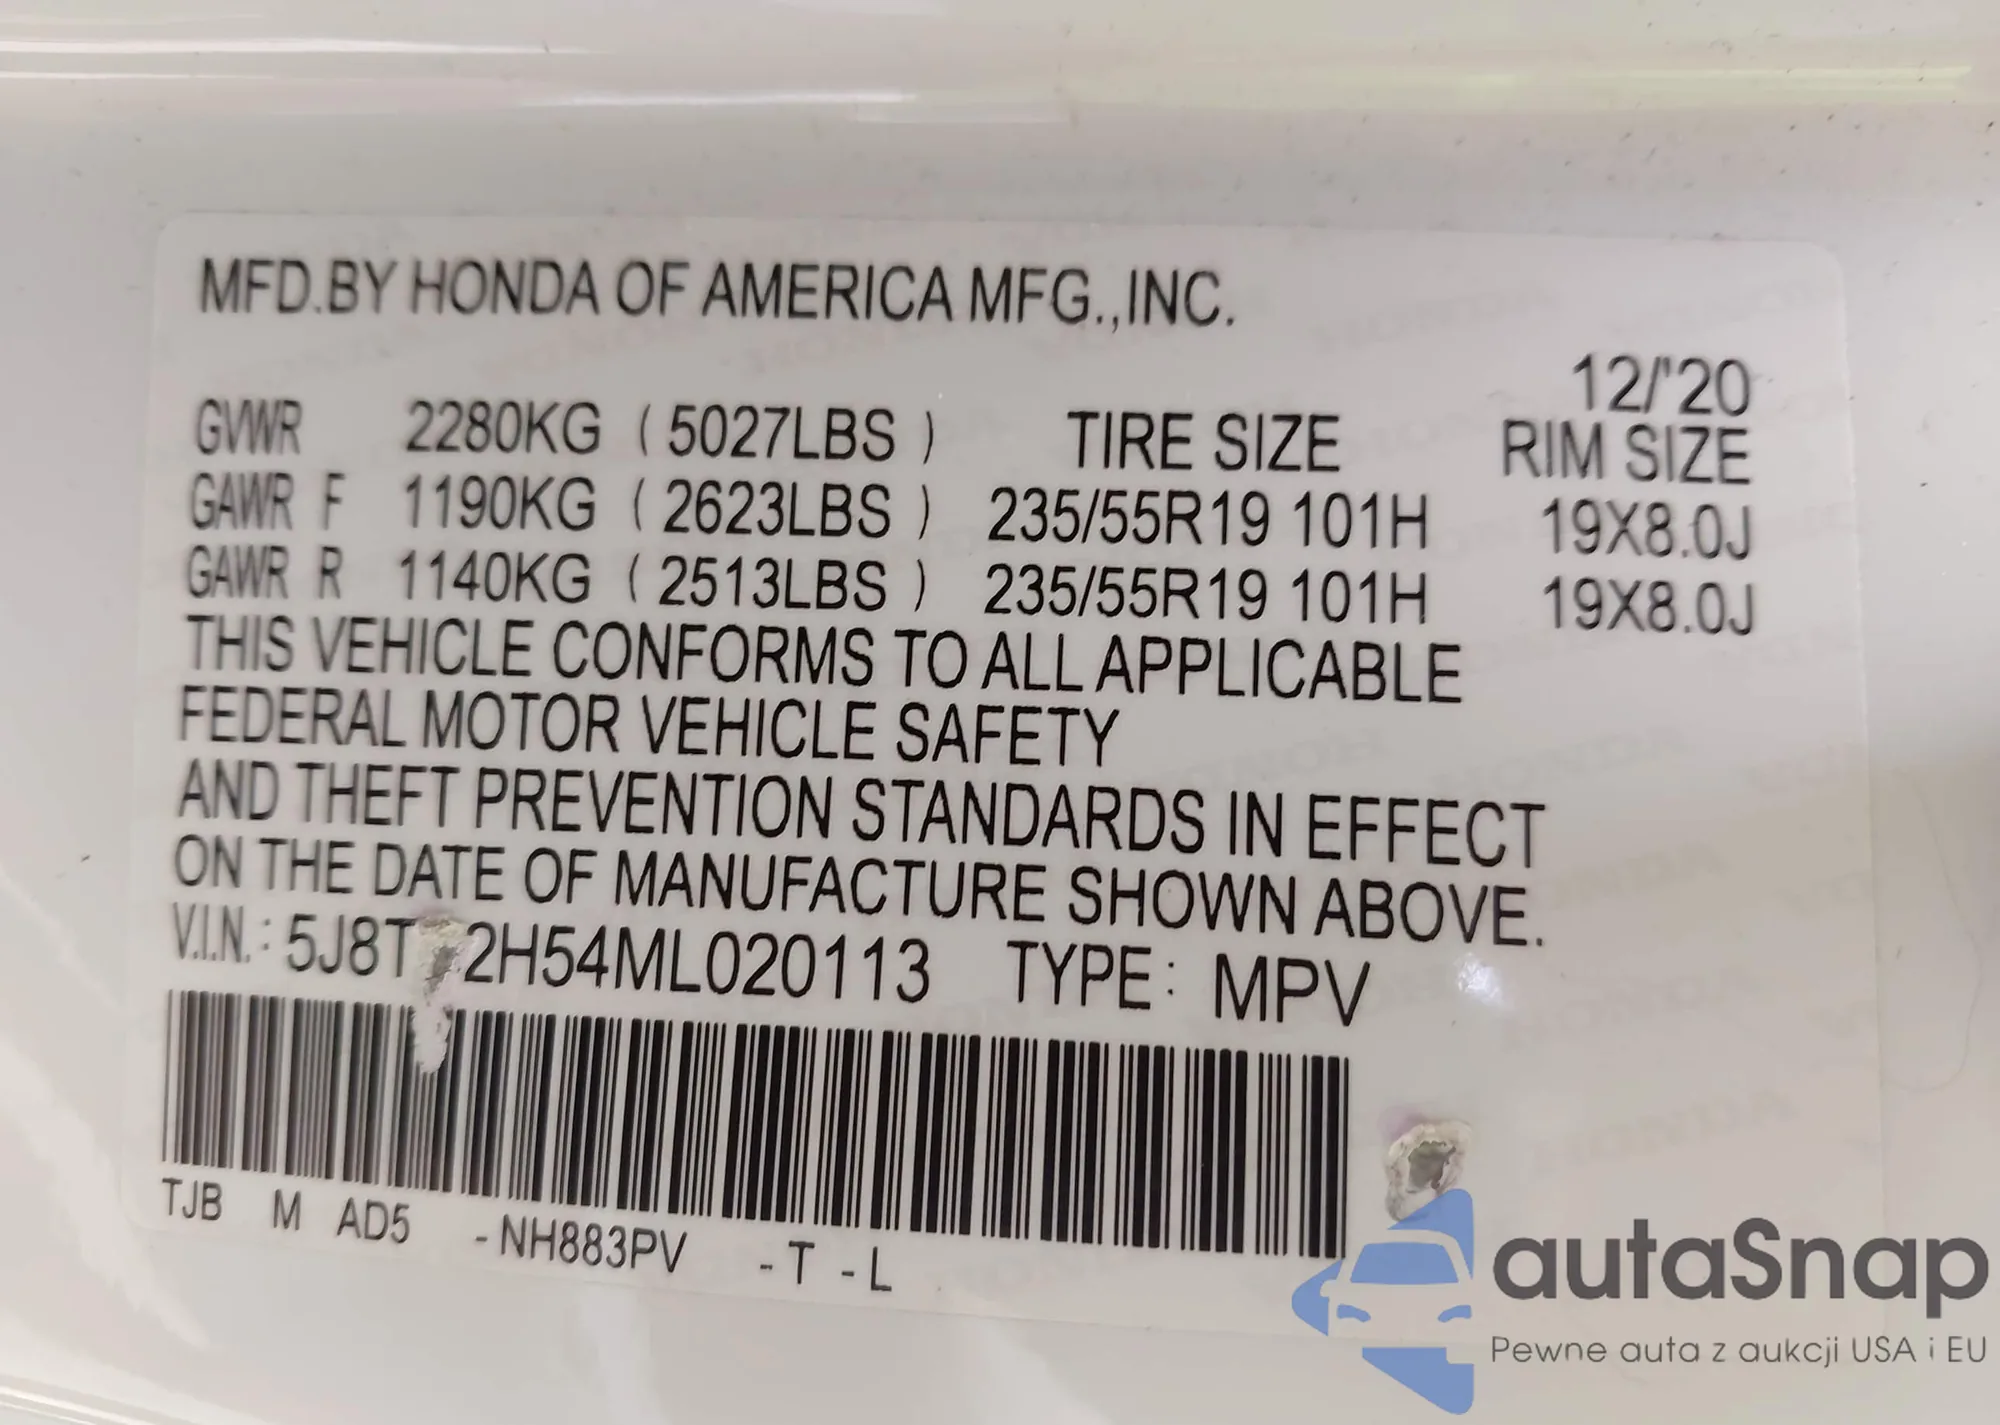 MFD.BY HONDA OF AMERICA MFG.,INC.
12/'20
GVWR 2280KG ( 5027LBS ) TIRE SIZE RIM SIZE
GAWR F 1190KG ( 2623LBS ) 235/55R19 101H 19X8.0J
GAWR R 1140KG ( 2513LBS ) 235/55R19 101H 19X8.0J
THIS VEHICLE CONFORMS TO ALL APPLICABLE
FEDERAL MOTOR VEHICLE SAFETY
AND THEFT PREVENTION STANDARDS IN EFFECT
ON THE DATE OF MANUFACTURE SHOWN ABOVE.
V.I.N.: 5J8T 2H54ML020113 TYPE: MPV
TJB M AD5 -NH883PV -T -L
autaSnap
Pewne auta z aukcji USA i EU